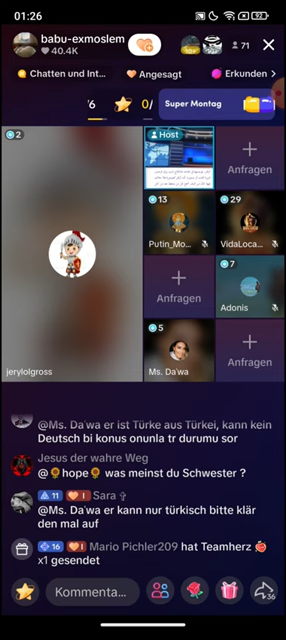 01:26
92
babu-exmoslem
40.4K
71
Chatten und Int...
Angesagt
Erkunden
6
0/
Super Montag
2
Host
Anfragen
13
29
Putin_Mo...
VidaLoca...
7
Anfragen
Adonis
5
jerylolgross
Ms. Da'wa
Anfragen
@Ms. Da'wa er ist Türke aus Türkei, kann kein
Deutsch bi konus onunla tr durumu sor
Jesus der wahre Weg
@🌻hope🌻 was meinst du Schwester ?
11 1 Sara ✞
@Ms. Da'wa er kann nur türkisch bitte klär
den mal auf
16 1 Mario Pichler209 hat Teamherz
x1 gesendet
Kommenta...
36